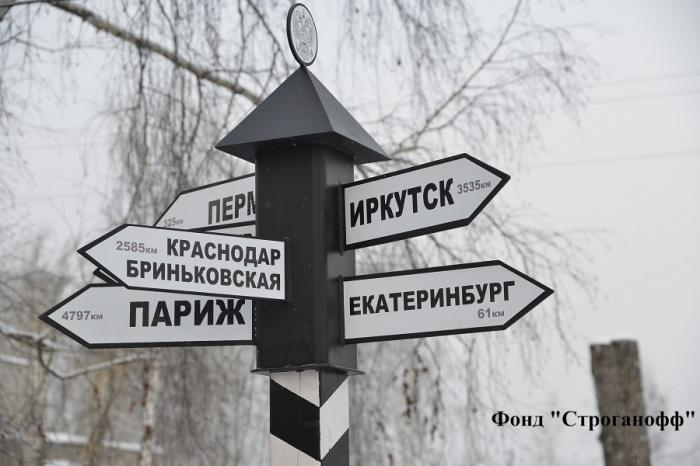 ПЕРМ
325км
2585км КРАСНОДАР
БРИНЬКОВСКАЯ
4797км ПАРИЖ
ИРКУТСК 3535км
ЕКАТЕРИНБУРГ
61км
Фонд "Строганофф"